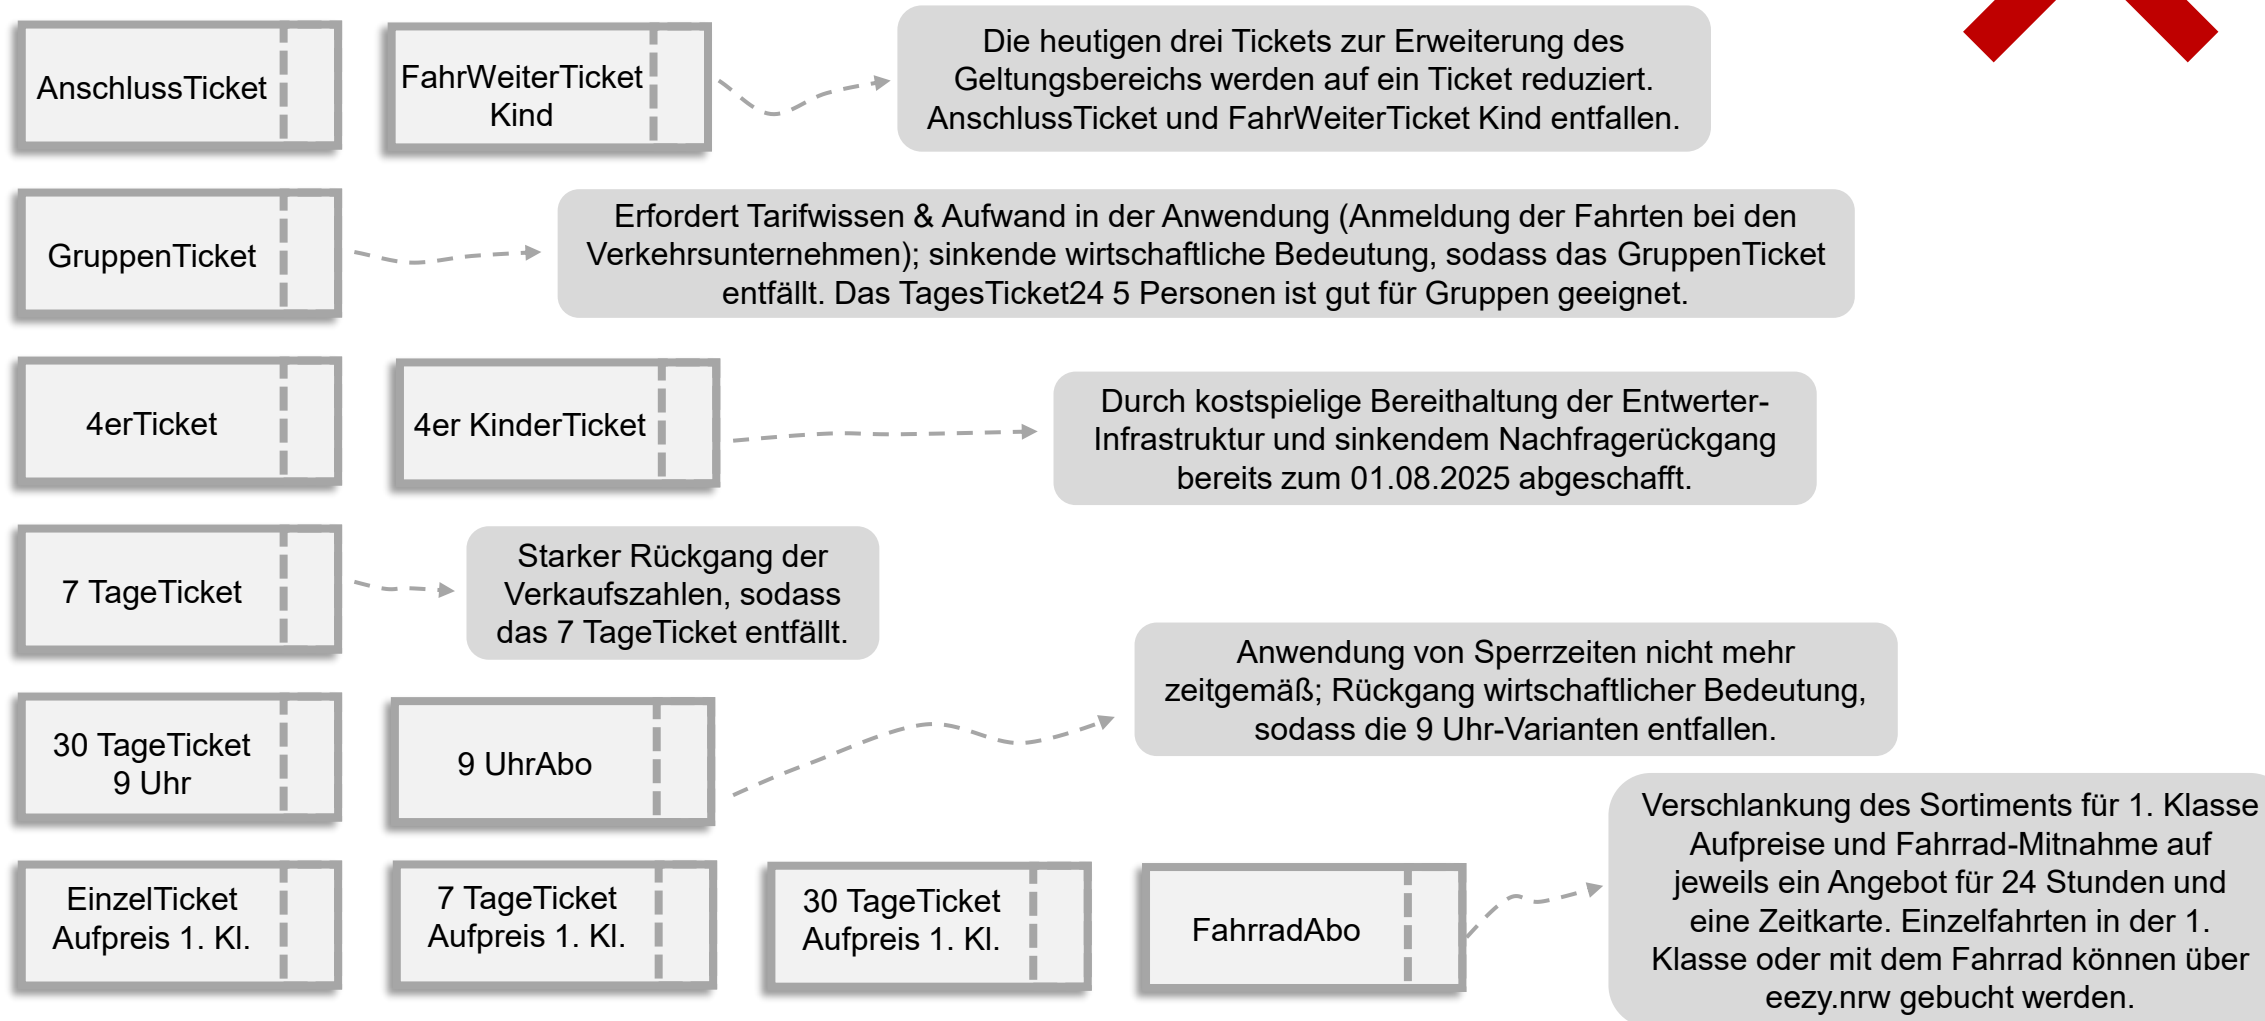 AnschlussTicket
FahrWeiterTicket
Kind
Die heutigen drei Tickets zur Erweiterung des
Geltungsbereichs werden auf ein Ticket reduziert.
AnschlussTicket und FahrWeiterTicket Kind entfallen.
GruppenTicket
Erfordert Tarifwissen & Aufwand in der Anwendung (Anmeldung der Fahrten bei den
Verkehrsunternehmen); sinkende wirtschaftliche Bedeutung, sodass das GruppenTicket
entfällt. Das TagesTicket24 5 Personen ist gut für Gruppen geeignet.
4erTicket
4er KinderTicket
Durch kostspielige Bereithaltung der Entwerter-
Infrastruktur und sinkendem Nachfragerückgang
bereits zum 01.08.2025 abgeschafft.
7 TageTicket
Starker Rückgang der
Verkaufszahlen, sodass
das 7 TageTicket entfällt.
30 TageTicket
9 Uhr
9 UhrAbo
Anwendung von Sperrzeiten nicht mehr
zeitgemäß; Rückgang wirtschaftlicher Bedeutung,
sodass die 9 Uhr-Varianten entfallen.
EinzelTicket
Aufpreis 1. Kl.
7 TageTicket
Aufpreis 1. Kl.
30 TageTicket
Aufpreis 1. Kl.
FahrradAbo
Verschlankung des Sortiments für 1. Klasse
Aufpreise und Fahrrad-Mitnahme auf
jeweils ein Angebot für 24 Stunden und
eine Zeitkarte. Einzelfahrten in der 1.
Klasse oder mit dem Fahrrad können über
eezy.nrw gebucht werden.